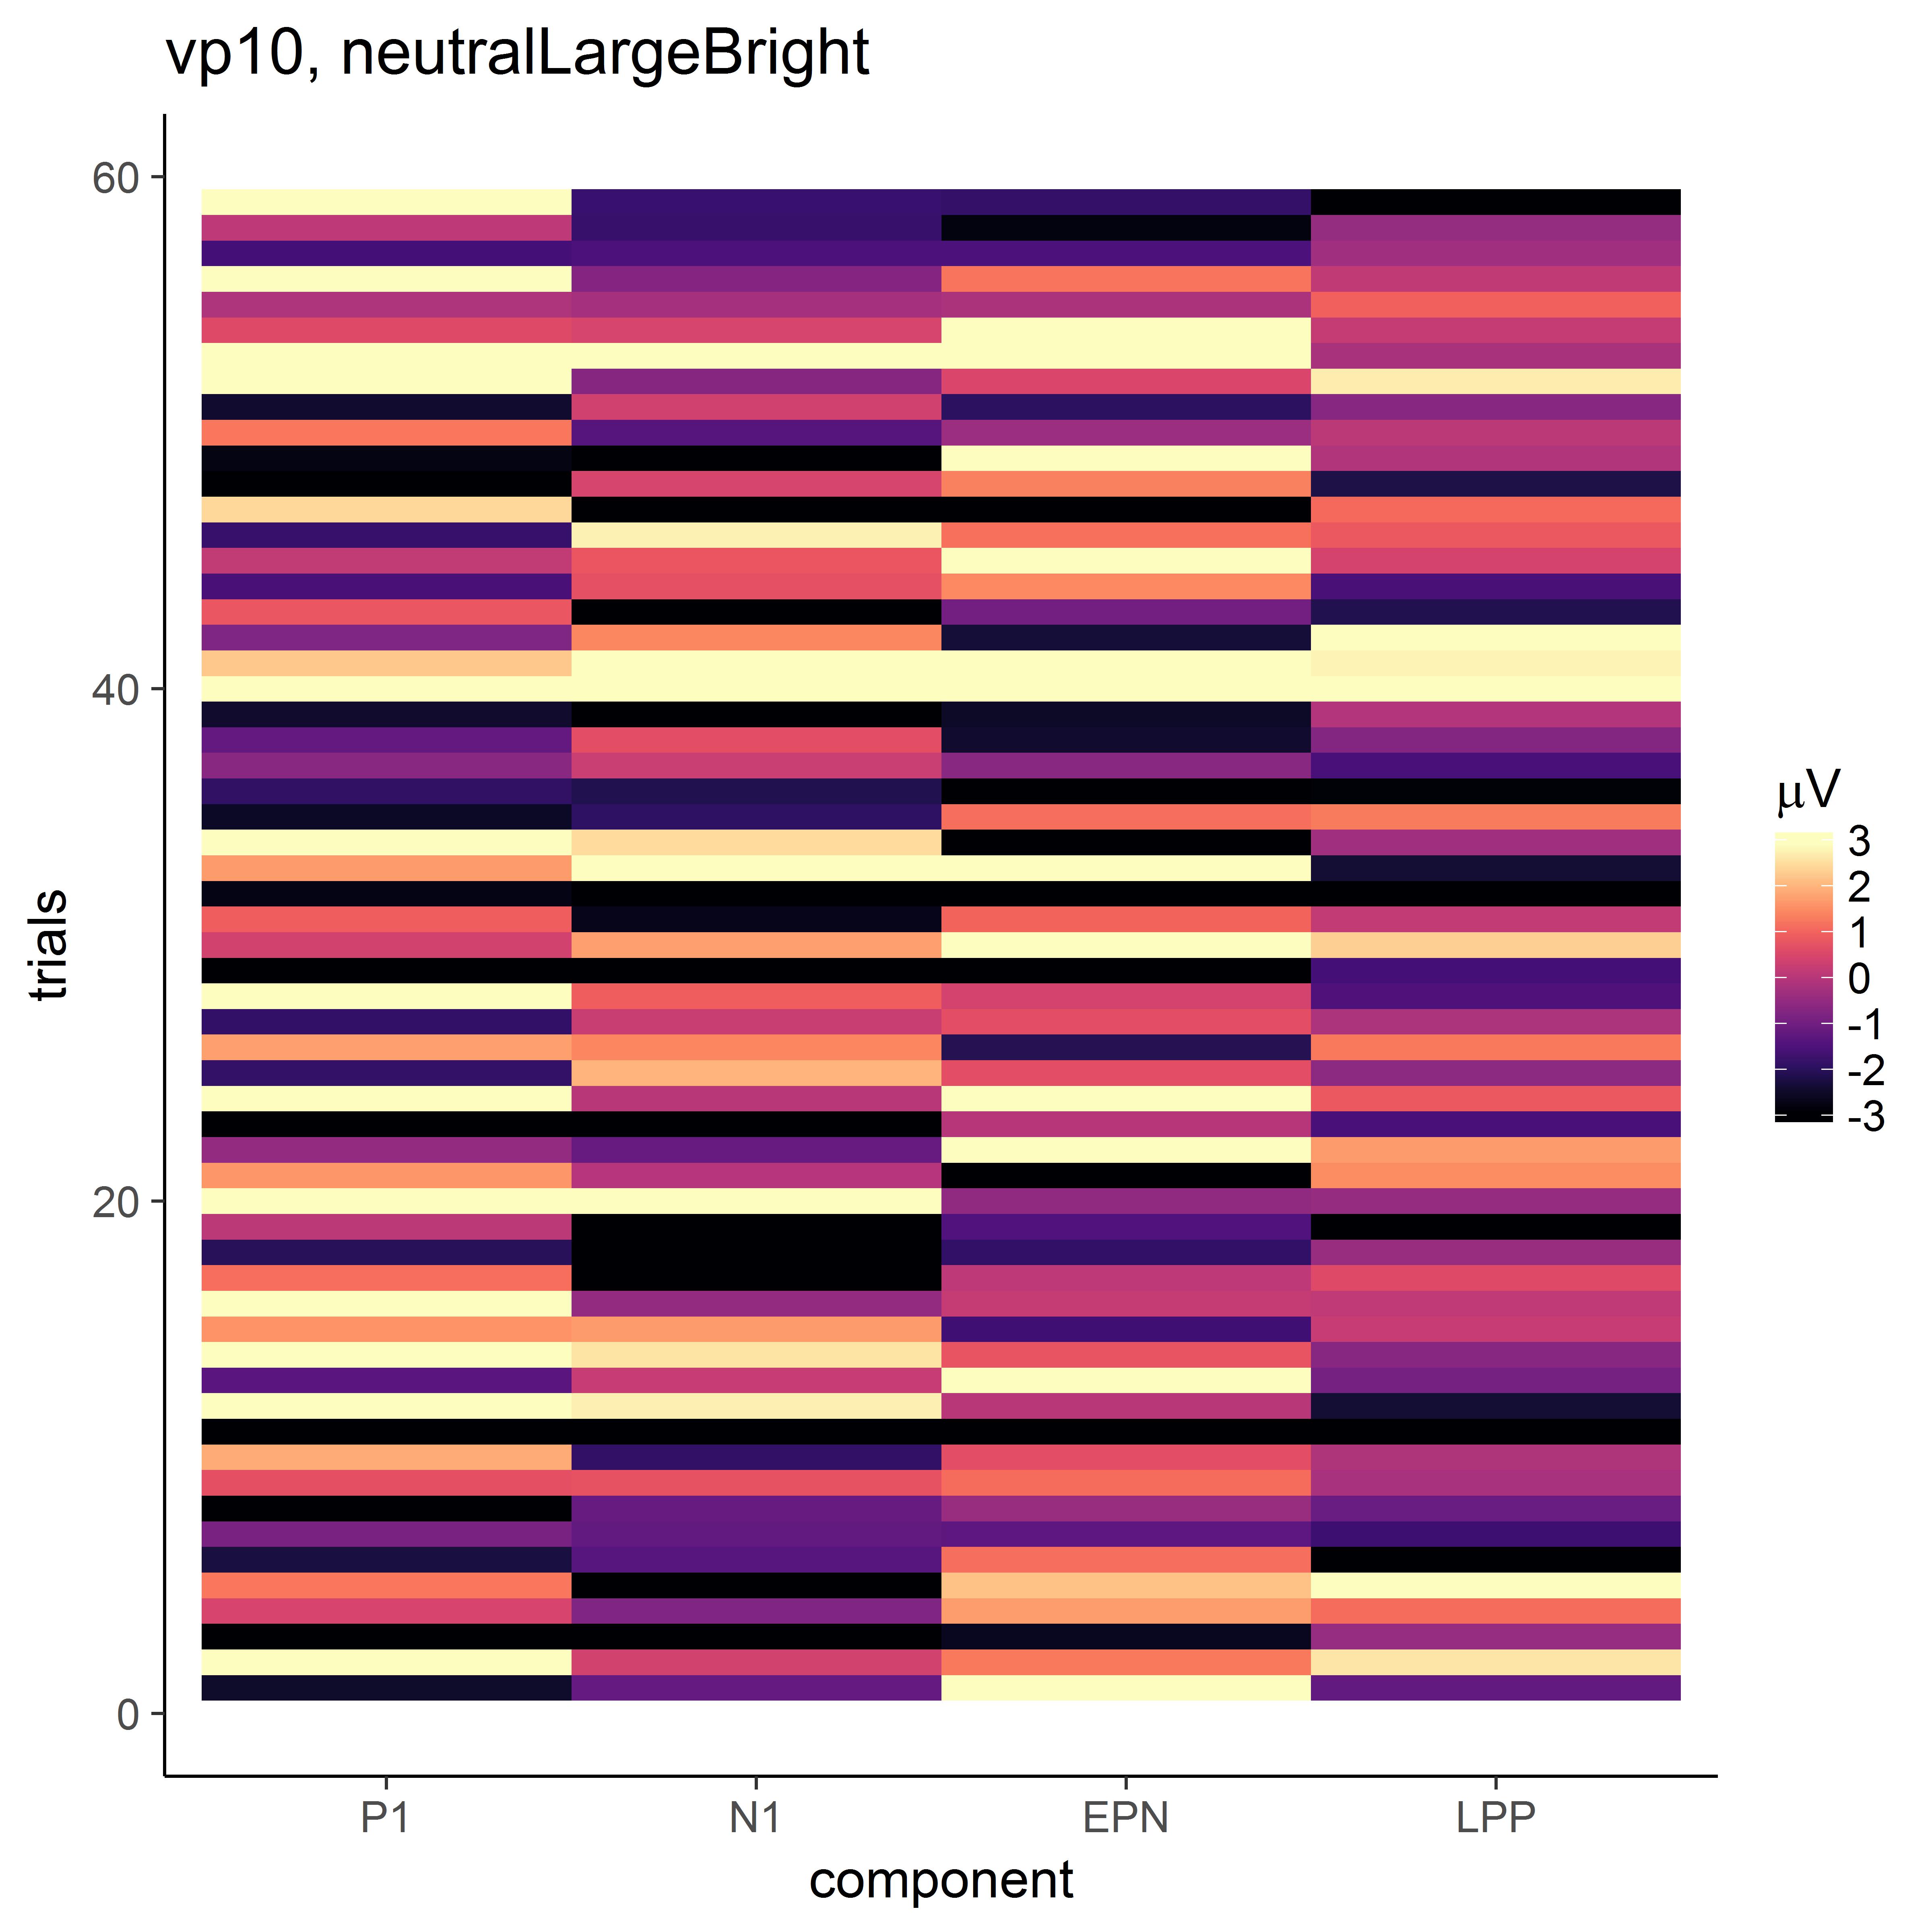 vp10, neutralLargeBright
60
40
20
0
trials
P1
N1
EPN
LPP
component
μV
3
2
1
0
-1
-2
-3